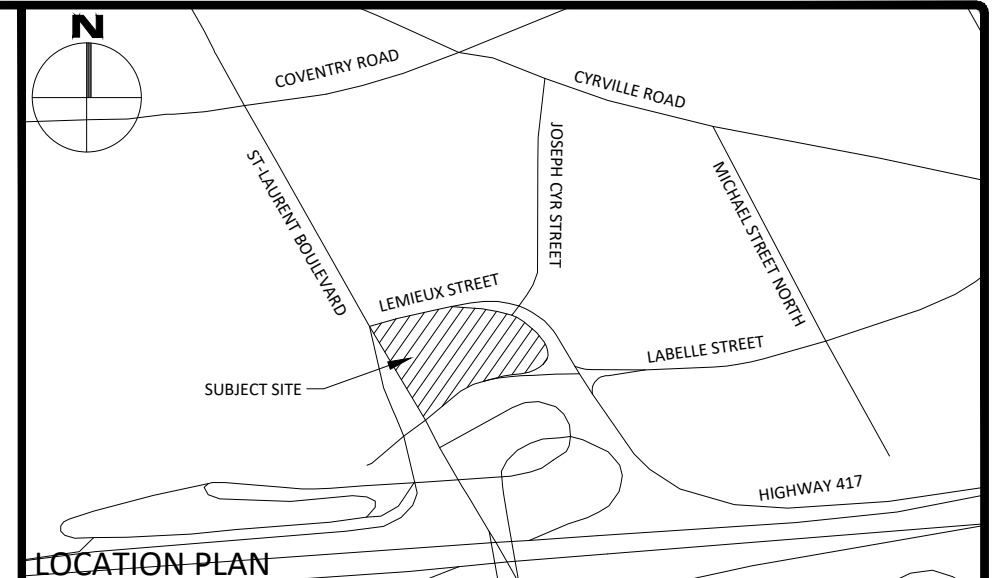 N
COVENTRY ROAD
CYRVILLE ROAD
ST-LAURENT BOULEVARD
JOSEPH CYR STREET
MICHAEL STREET NORTH
LEMIEUX STREET
LABELLE STREET
SUBJECT SITE
HIGHWAY 417
LOCATION PLAN